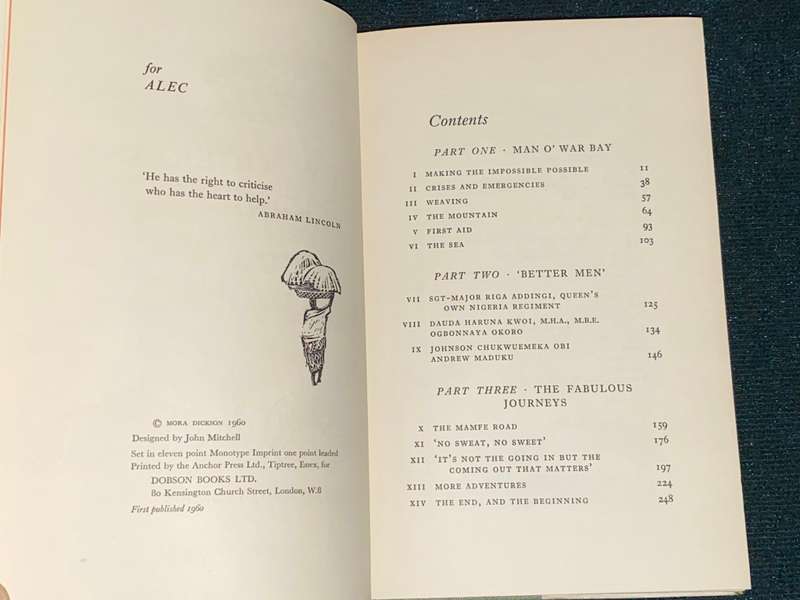 for
ALEC
'He has the right to criticise
who has the heart to help.'
ABRAHAM LINCOLN
© MORA DICKSON 1960
Designed by John Mitchell
Set in eleven point Monotype Imprint one point leaded
Printed by the Anchor Press Ltd., Tiptree, Essex, for
DOBSON BOOKS LTD.
80 Kensington Church Street, London, W.8
First published 1960
Contents
PART ONE · MAN O' WAR BAY
I MAKING THE IMPOSSIBLE POSSIBLE 11
II CRISES AND EMERGENCIES 38
III WEAVING 57
IV THE MOUNTAIN 64
V FIRST AID 93
VI THE SEA 103
PART TWO · 'BETTER MEN'
VII SGT-MAJOR RIGA ADDINGI, QUEEN'S
OWN NIGERIA REGIMENT 125
VIII DAUDA HARUNA KWOI, M.H.A., M.B.E.
OGBONNAYA OKORO 134
IX JOHNSON CHUKWUEMEKA OBI
ANDREW MADUKU 146
PART THREE · THE FABULOUS
JOURNEYS
X THE MAMFE ROAD 159
XI 'NO SWEAT, NO SWEET' 176
XII 'IT'S NOT THE GOING IN BUT THE
COMING OUT THAT MATTERS' 197
XIII MORE ADVENTURES 224
XIV THE END, AND THE BEGINNING 248